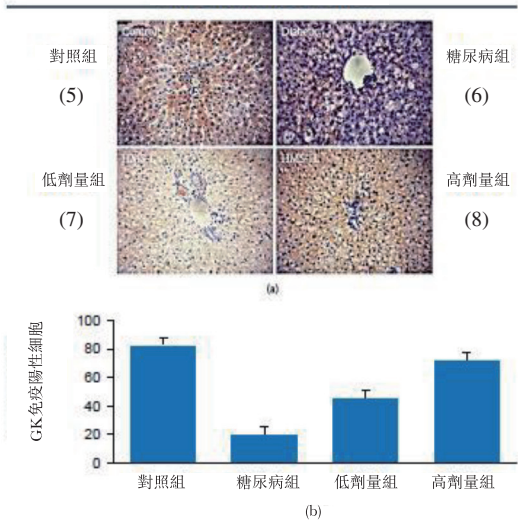 對照組
(5)
Control
Diabetic
糖尿病組
(6)
低劑量組
(7)
高劑量組
(8)
(a)
GK免疫陽性細胞
100
80
60
40
20
0
對照組
糖尿病組
低劑量組
高劑量組
(b)